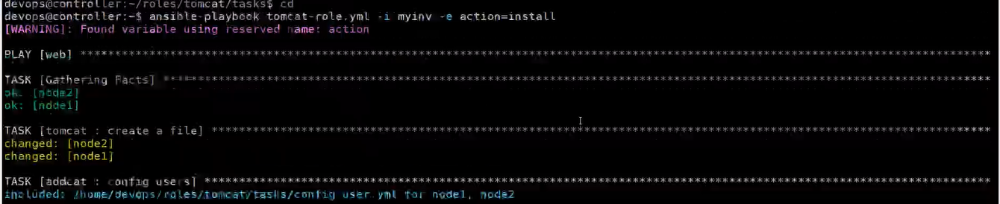 devops@controller:~/roles/tomcat/tasks$ cd
devops@controller:~$ ansible-playbook tomcat-role.yml -i myinv -e action=install
[WARNING]: Found variable using reserved name: action
PLAY [web] ****************************************************************************************************************************************************
TASK [Gathering Facts] ************************************************************************************************************************************
ok: [node2]
ok: [node1]
TASK [tomcat : create a file] *****************************************************************************************************************************
changed: [node2]
changed: [node1]
TASK [ : config users] ******************************************************************************************************************************
included: /home/devops/roles/tomcat/tasks/config user yml for node1, node2